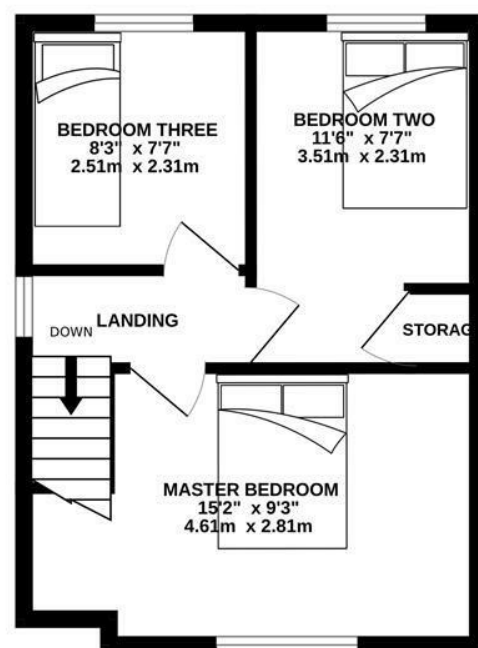 BEDROOM THREE
8'3" x 7'7"
2.51m x 2.31m
BEDROOM TWO
11'6" x 7'7"
3.51m x 2.31m
DOWN
LANDING
STORAG
MASTER BEDROOM
15'2" x 9'3"
4.61m x 2.81m